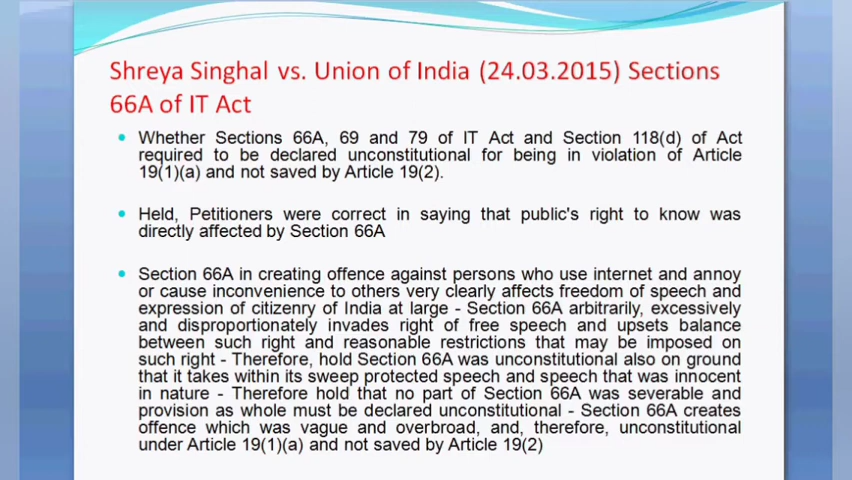 Shreya Singhal vs. Union of India (24.03.2015) Sections
66A of IT Act
Whether Sections 66A, 69 and 79 of IT Act and Section 118(d) of Act
required to be declared unconstitutional for being in violation of Article
19(1)(a) and not saved by Article 19(2).
Held, Petitioners were correct in saying that public's right to know was
directly affected by Section 66A
Section 66A in creating offence against persons who use internet and annoy
or cause inconvenience to others very clearly affects freedom of speech and
expression of citizenry of India at large - Section 66A arbitrarily, excessively
and disproportionately invades right of free speech and upsets balance
between such right and reasonable restrictions that may be imposed on
such right - Therefore, hold Section 66A was unconstitutional also on ground
that it takes within its sweep protected speech and speech that was innocent
in nature - Therefore hold that no part of Section 66A was severable and
provision as whole must be declared unconstitutional - Section 66A creates
offence which was vague and overbroad, and, therefore, unconstitutional
under Article 19(1)(a) and not saved by Article 19(2)